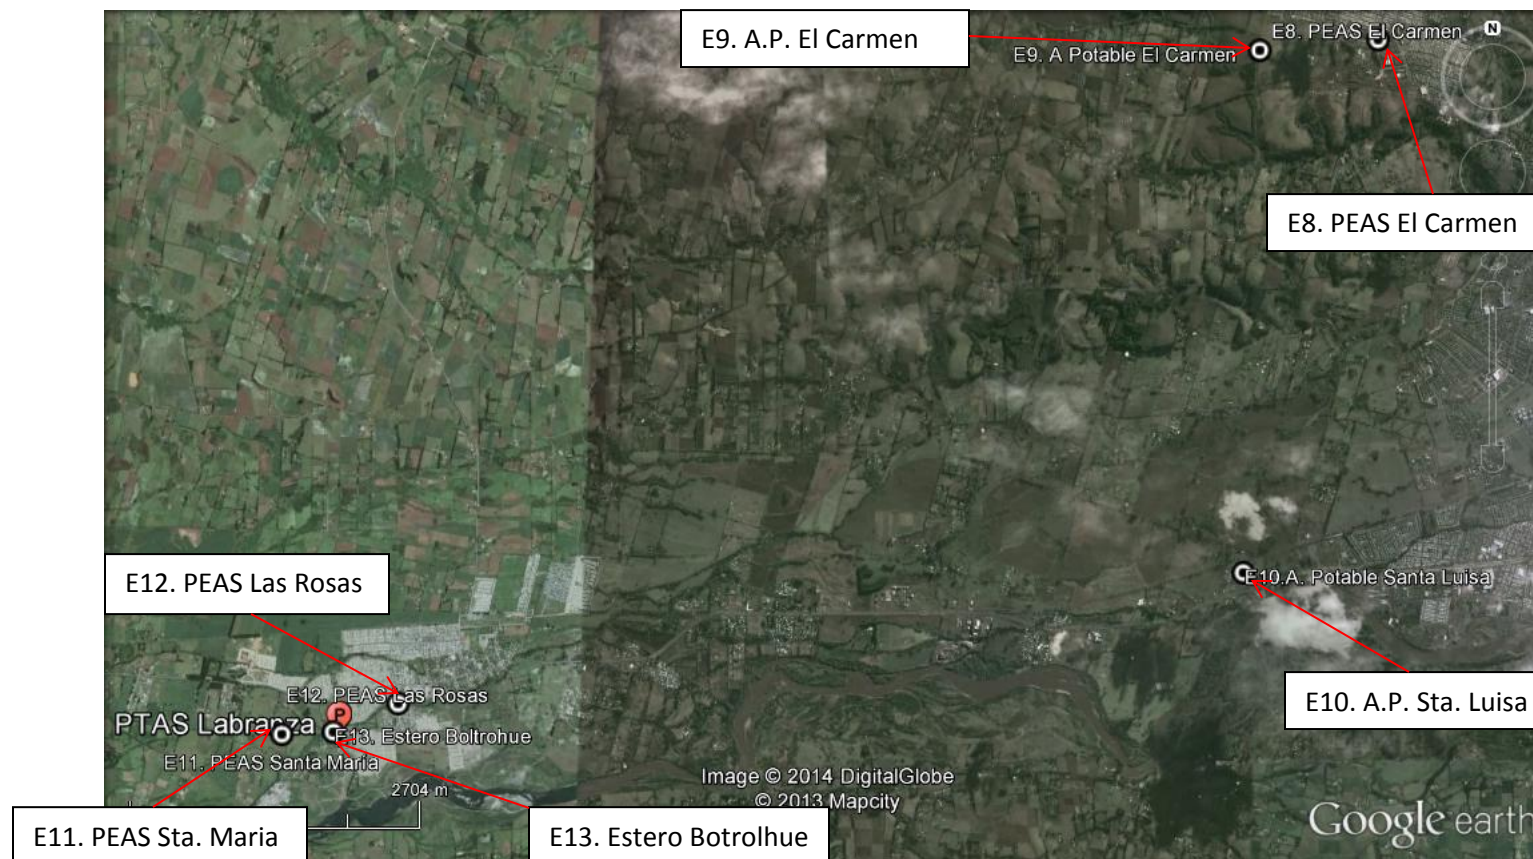 E9. A.P. El Carmen
E8. PEAS El Carmen
N
E9. A Potable El Carmen
E8. PEAS El Carmen
E12. PEAS Las Rosas
E10.A. Potable Santa Luisa
E10. A.P. Sta. Luisa
E12. PEAS Las Rosas
P
PTAS Labranza
E13. Estero Boltrohue
E11. PEAS Santa Maria
2704 m
Image © 2014 DigitalGlobe
© 2013 Mapcity
Google earth
E11. PEAS Sta. Maria
E13. Estero Botrolhue